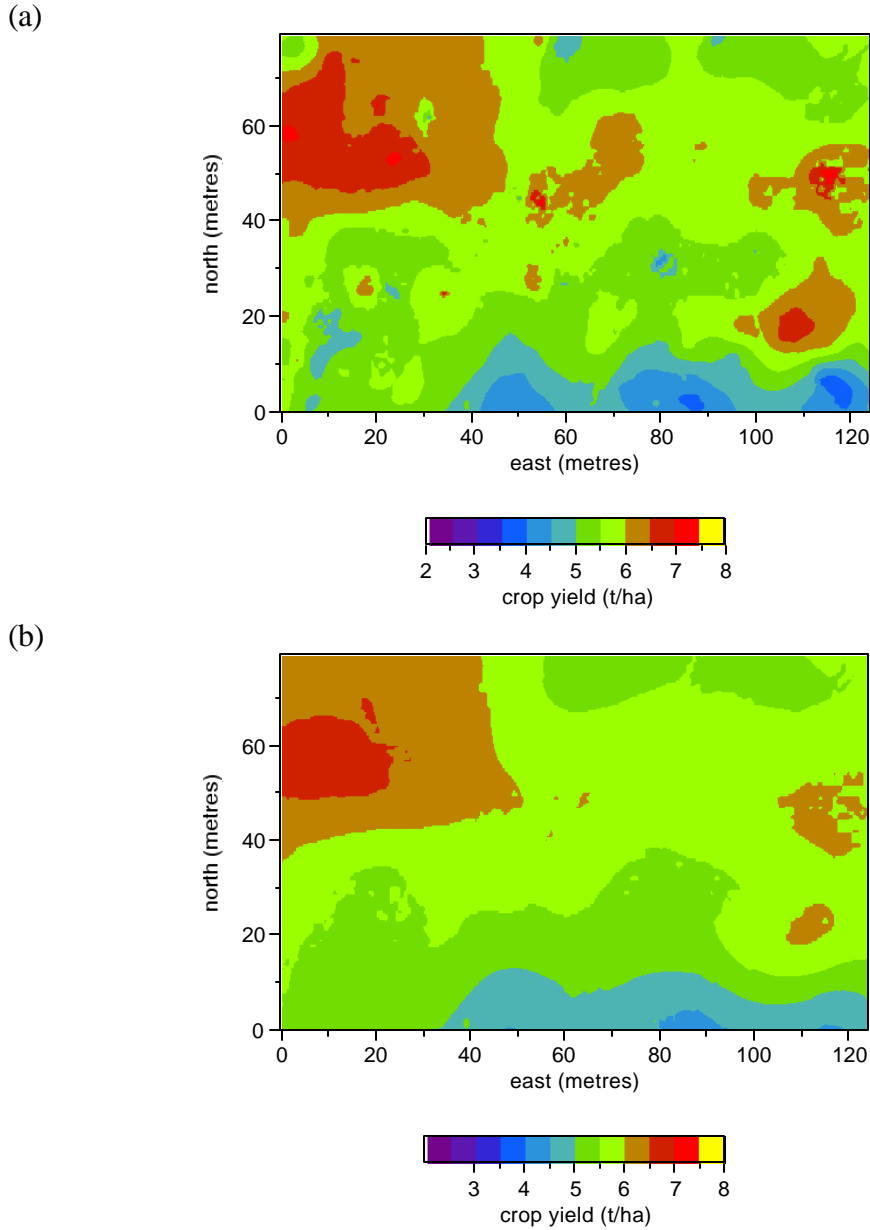 (a)
60
40
20
0
north (metres)
0 20 40 60 80 100 120
east (metres)
2 3 4 5 6 7 8
crop yield (t/ha)
(b)
60
40
20
0
north (metres)
0 20 40 60 80 100 120
east (metres)
3 4 5 6 7 8
crop yield (t/ha)